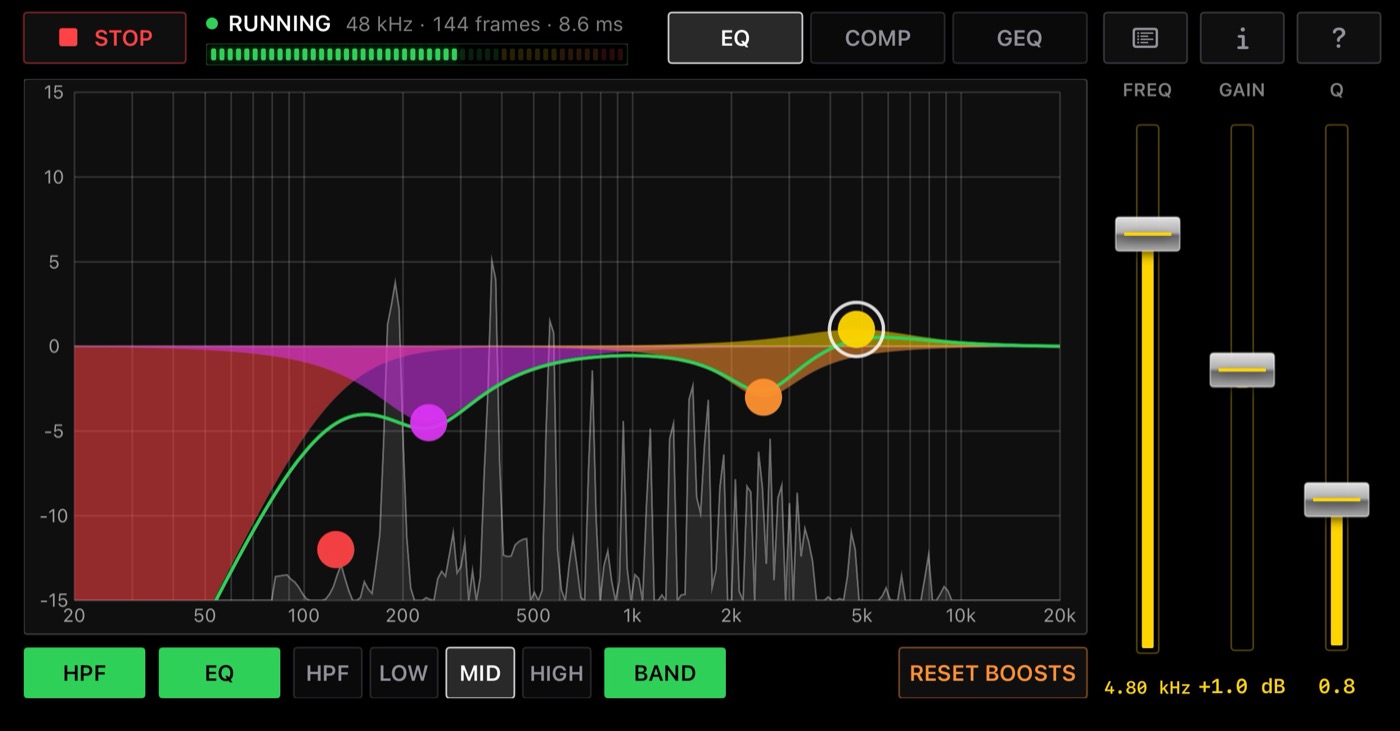 STOP
RUNNING 48 kHz · 144 frames · 8.6 ms
EQ
COMP
GEQ
i
?
FREQ
GAIN
Q
15
10
5
0
-5
-10
-15
20
50
100
200
500
1k
2k
5k
10k
20k
HPF
EQ
HPF
LOW
MID
HIGH
BAND
RESET BOOSTS
4.80 kHz
+1.0 dB
0.8